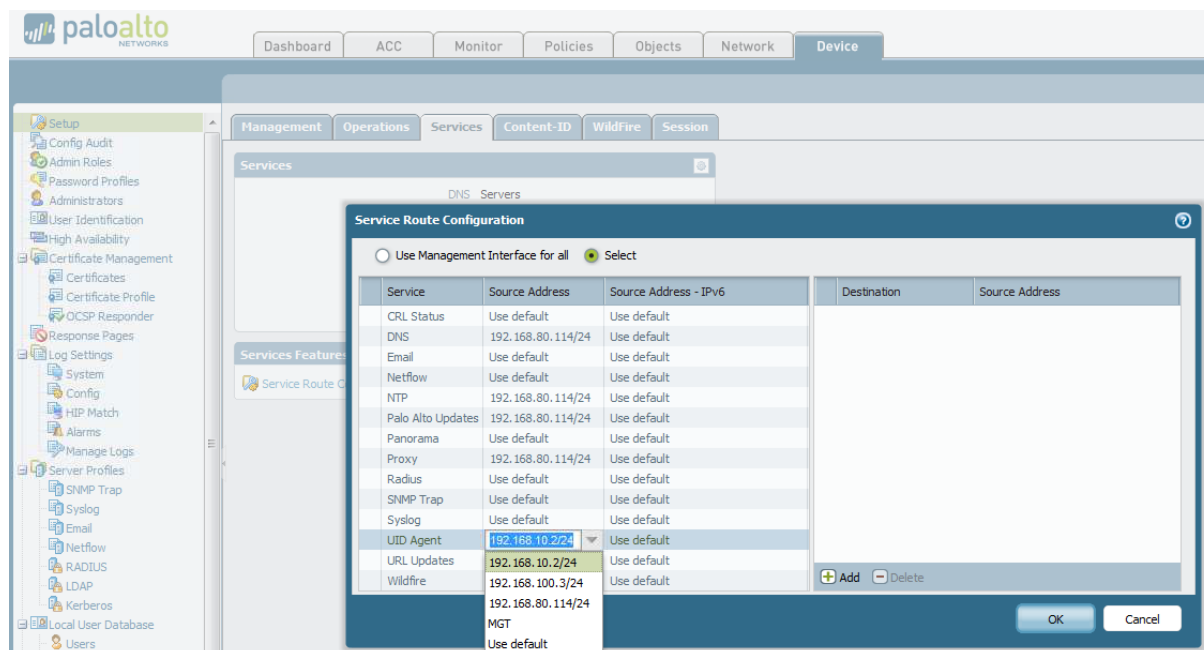 paloalto
NETWORKS
Dashboard ACC Monitor Policies Objects Network Device
Setup
Config Audit
Admin Roles
Password Profiles
Administrators
User Identification
High Availability
Certificate Management
Certificates
Certificate Profile
OCSP Responder
Response Pages
Log Settings
System
Config
HIP Match
Alarms
Manage Logs
Server Profiles
SNMP Trap
Syslog
Email
Netflow
RADIUS
LDAP
Kerberos
Local User Database
Users
Management Operations Services Content-ID WildFire Session
Services
DNS Servers
Services Features
Service Route C
Service Route Configuration
Use Management Interface for all Select
Service Source Address Source Address - IPv6
CRL Status Use default Use default
DNS 192.168.80.114/24 Use default
Email Use default Use default
Netflow Use default Use default
NTP 192.168.80.114/24 Use default
Palo Alto Updates 192.168.80.114/24 Use default
Panorama Use default Use default
Proxy 192.168.80.114/24 Use default
Radius Use default Use default
SNMP Trap Use default Use default
Syslog Use default Use default
UID Agent 192.168.10.2/24 Use default
URL Updates 192.168.10.2/24 Use default
Wildfire 192.168.100.3/24 Use default
192.168.80.114/24
MGT
Use default
Destination Source Address
Add Delete
OK Cancel